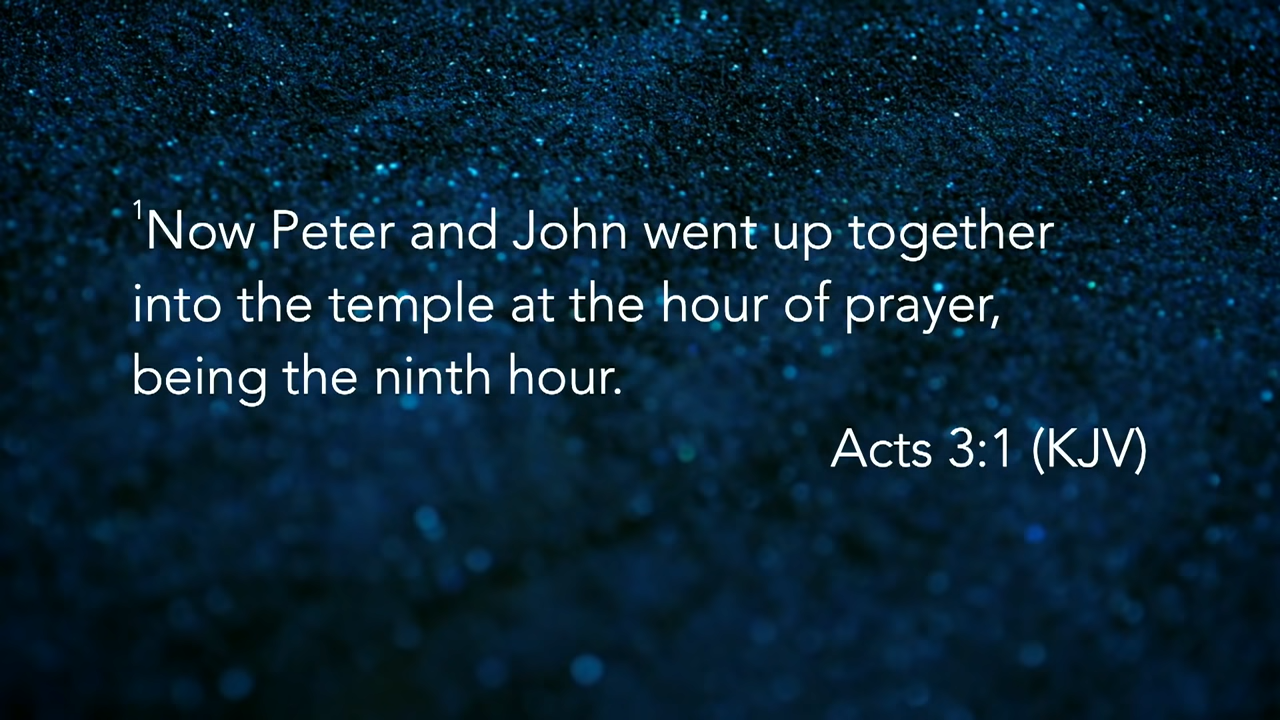 ¹Now Peter and John went up together
into the temple at the hour of prayer,
being the ninth hour.
Acts 3:1 (KJV)